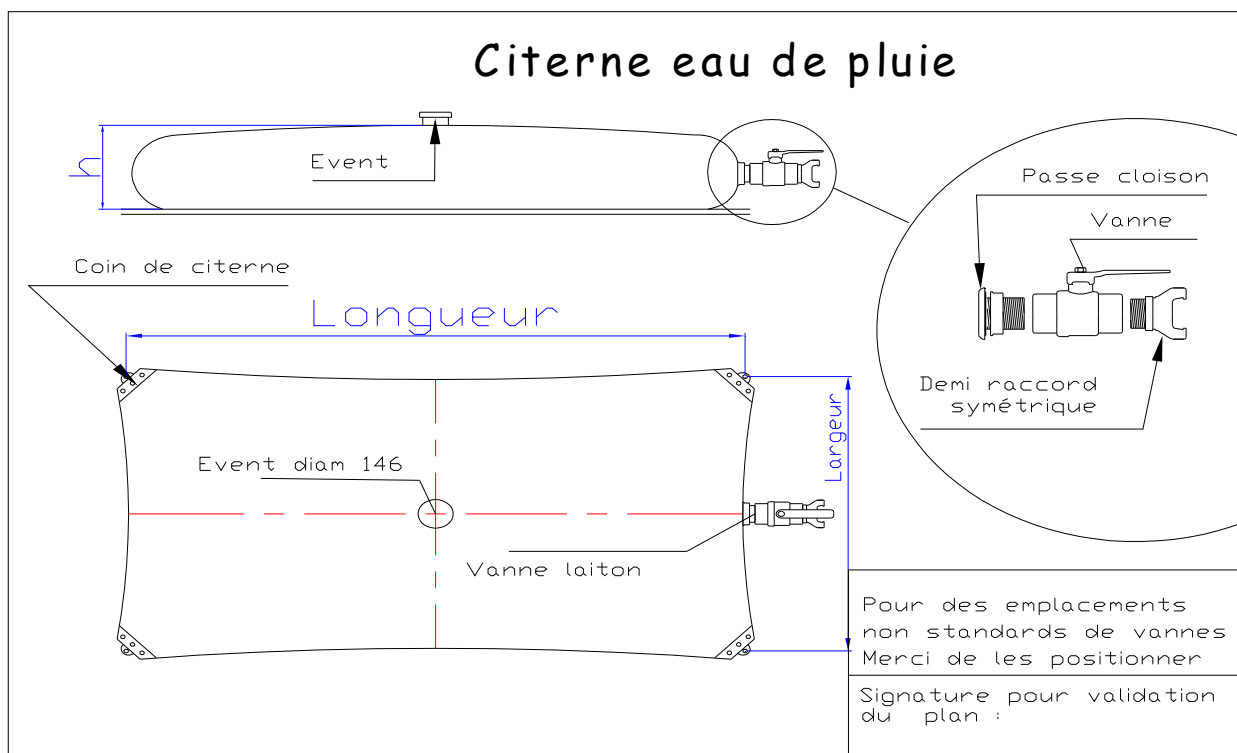 Citerne eau de pluie
h
Event
Passe cloison
Vanne
Coin de citerne
Longueur
Demi raccord
symétrique
Largeur
Event diam 146
Vanne laiton
Pour des emplacements
non standards de vannes
Merci de les positionner
Signature pour validation
du plan :